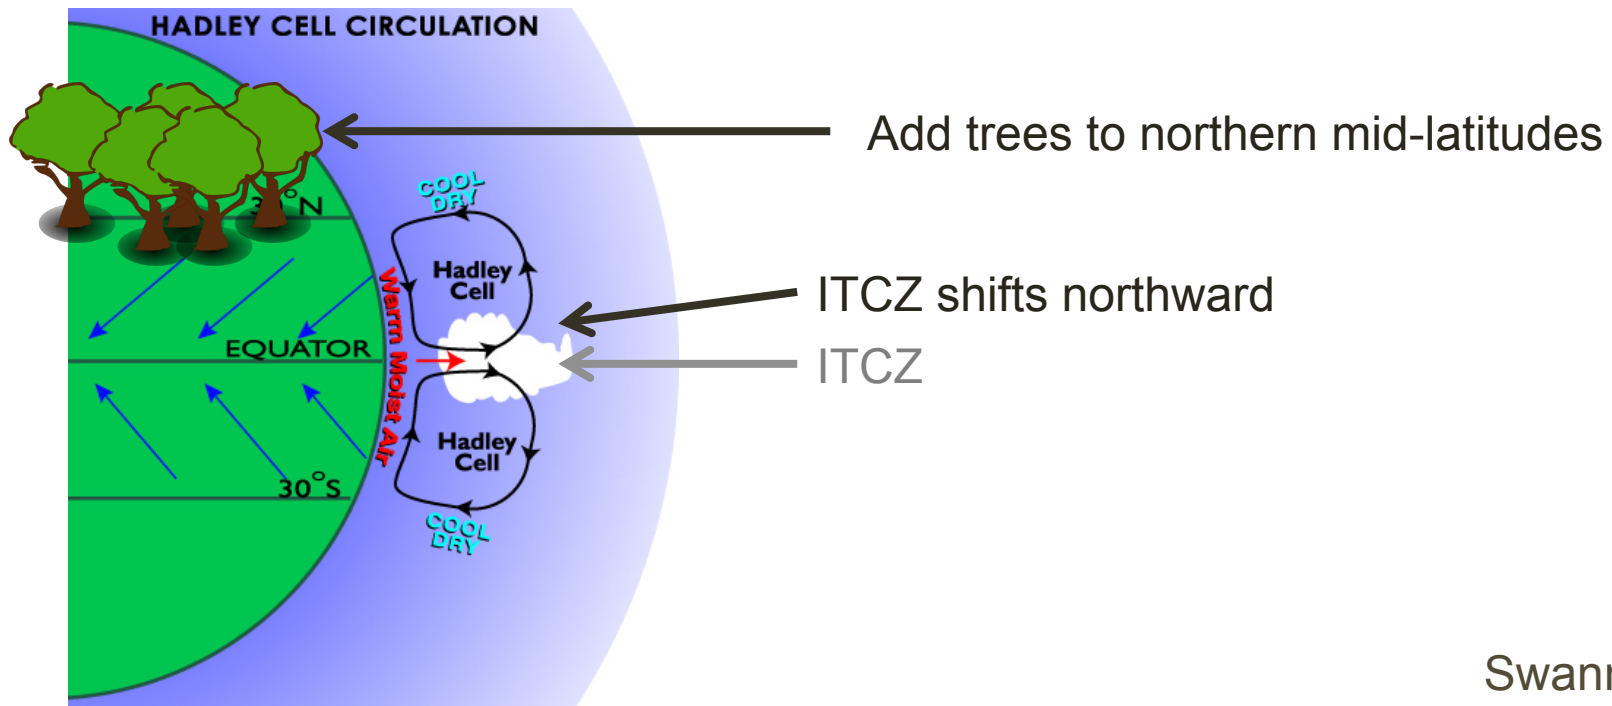 HADLEY CELL CIRCULATION
Add trees to northern mid-latitudes
COOL
DRY
30°N
Hadley
Cell
ITCZ shifts northward
Warm Moist Air
EQUATOR
ITCZ
Hadley
Cell
30°S
COOL
DRY